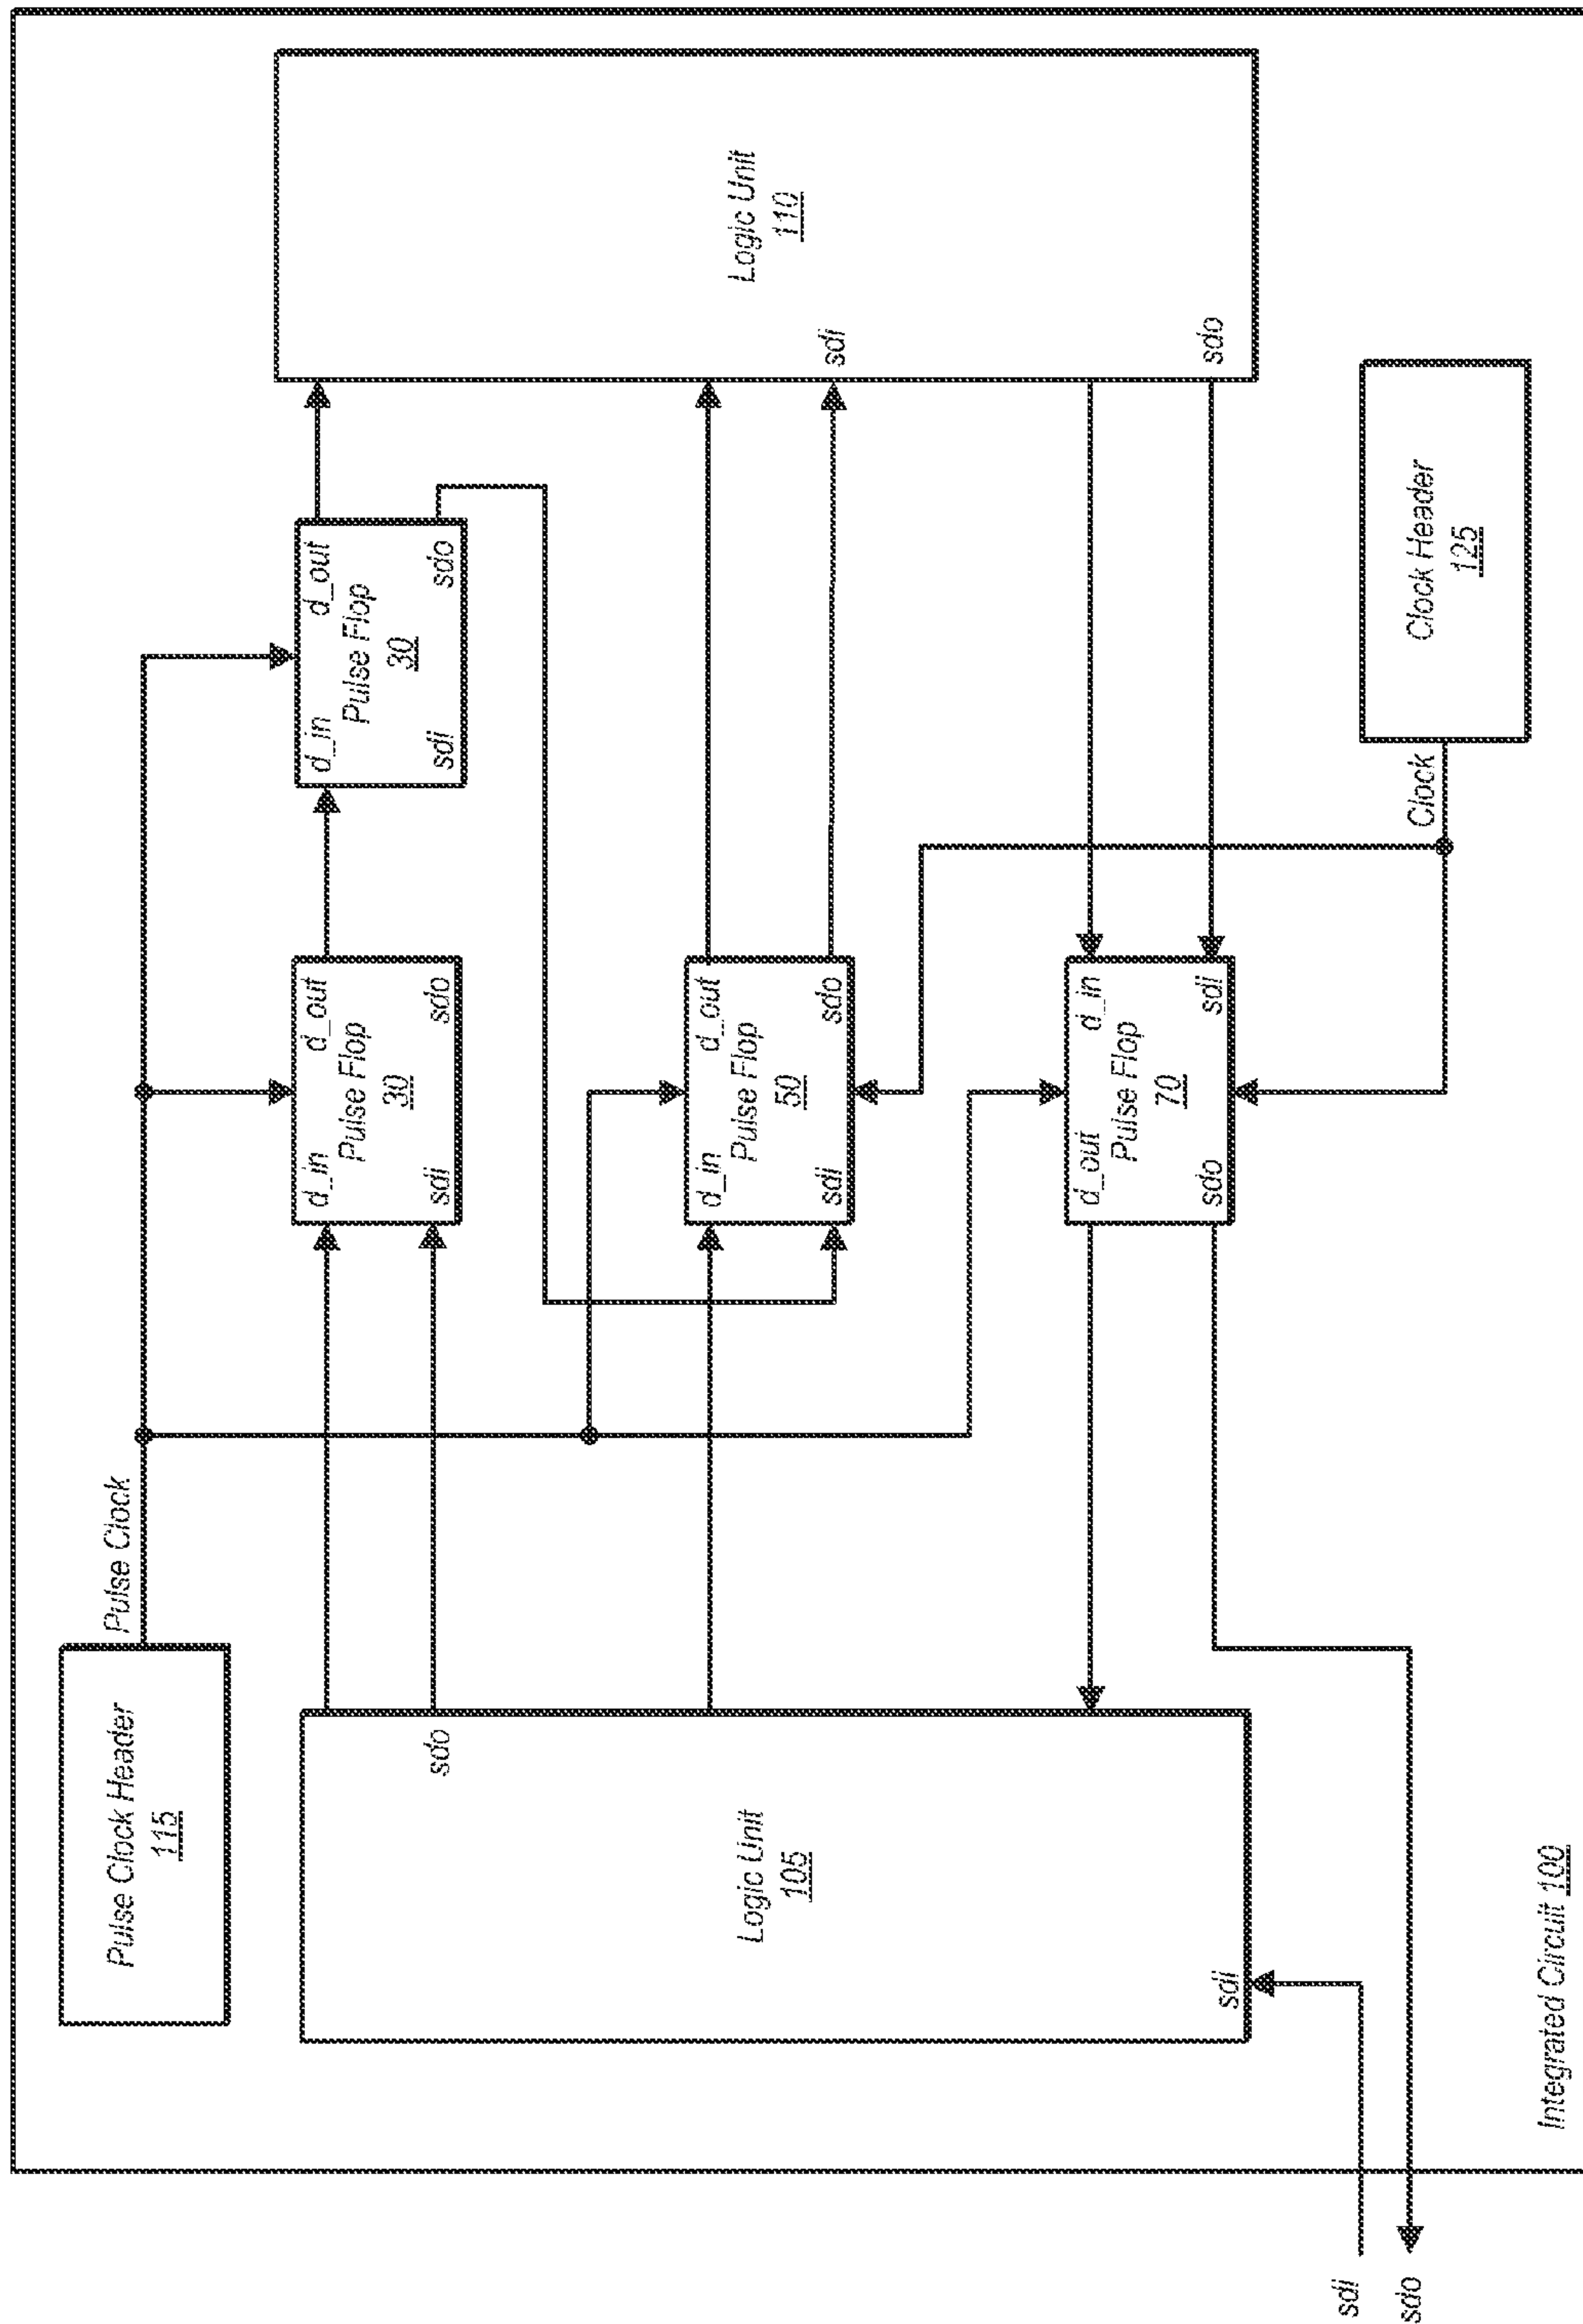 Pulse Clock Header
115
Pulse Clock
d_in
d_out
Pulse Flop
30
sdi
sdo
d_in
d_out
Pulse Flop
30
sdi
sdo
sdo
Logic Unit
105
sdi
d_in
d_out
Pulse Flop
50
sdi
sdo
sdi
Logic Unit
110
sdo
d_out
d_in
Pulse Flop
70
sdo
sdi
Clock
Clock Header
125
sdi
sdo
Integrated Circuit 100